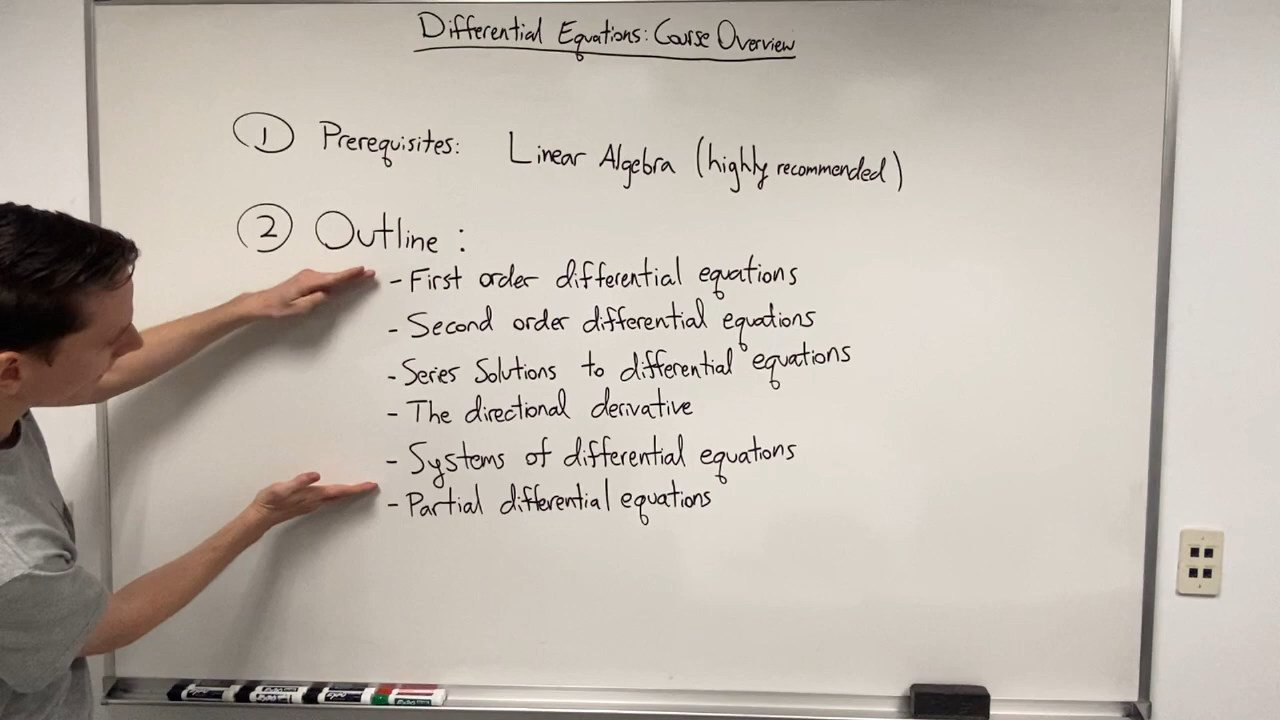 Differential Equations: Course Overview
① Prerequisites: Linear Algebra (highly recommended)
② Outline:
- First order differential equations
- Second order differential equations
- Series Solutions to differential equations
- The directional derivative
- Systems of differential equations
- Partial differential equations